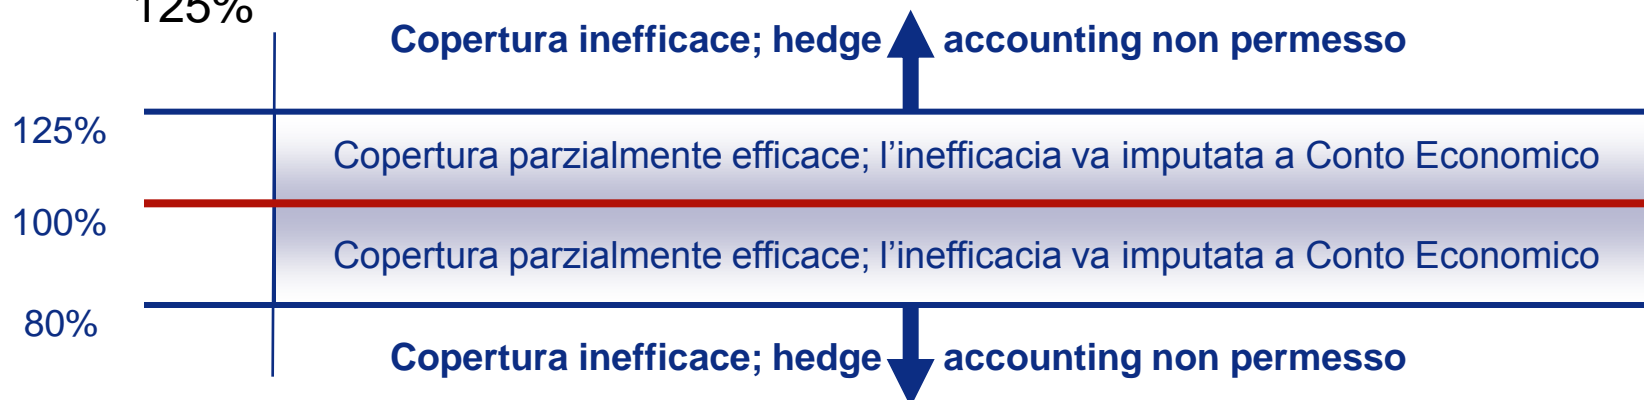 125%
Copertura inefficace; hedge accounting non permesso
125%
Copertura parzialmente efficace; l’inefficacia va imputata a Conto Economico
100%
Copertura parzialmente efficace; l’inefficacia va imputata a Conto Economico
80%
Copertura inefficace; hedge accounting non permesso